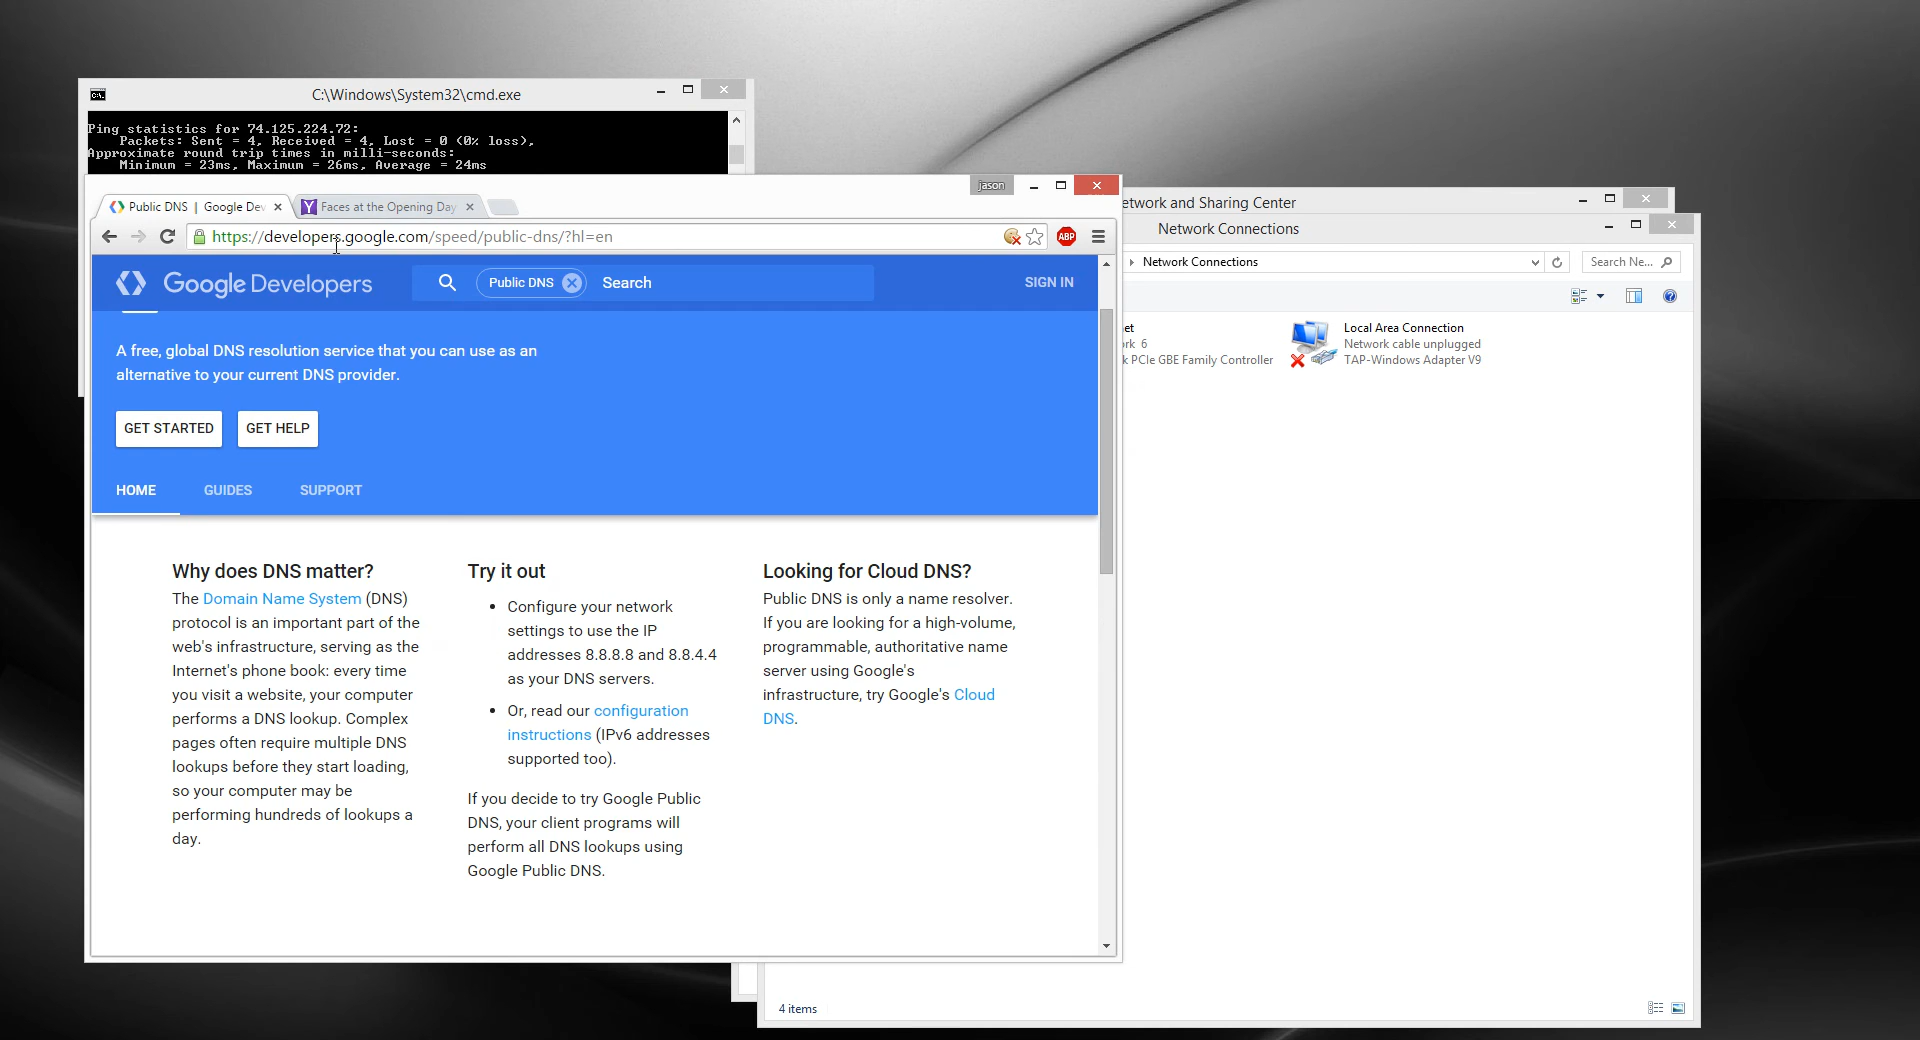 C:\Windows\System32\cmd.exe
Ping statistics for 74.125.224.72:
Packets: Sent = 4, Received = 4, Lost = 0 (0% loss),
Approximate round trip times in milli-seconds:
Minimum = 23ms, Maximum = 26ms, Average = 24ms
jason
Public DNS | Google Dev
Faces at the Opening Day
https://developers.google.com/speed/public-dns/?hl=en
ABP
Google Developers
Public DNS
Search
SIGN IN
A free, global DNS resolution service that you can use as an
alternative to your current DNS provider.
GET STARTED
GET HELP
HOME
GUIDES
SUPPORT
Why does DNS matter?
The Domain Name System (DNS)
protocol is an important part of the
web's infrastructure, serving as the
Internet's phone book: every time
you visit a website, your computer
performs a DNS lookup. Complex
pages often require multiple DNS
lookups before they start loading,
so your computer may be
performing hundreds of lookups a
day.
Try it out
• Configure your network
settings to use the IP
addresses 8.8.8.8 and 8.8.4.4
as your DNS servers.
• Or, read our configuration
instructions (IPv6 addresses
supported too).
If you decide to try Google Public
DNS, your client programs will
perform all DNS lookups using
Google Public DNS.
Looking for Cloud DNS?
Public DNS is only a name resolver.
If you are looking for a high-volume,
programmable, authoritative name
server using Google's
infrastructure, try Google's Cloud
DNS.
etwork and Sharing Center
Network Connections
Network Connections
Search Ne...
et
rk 6
k PCIe GBE Family Controller
Local Area Connection
Network cable unplugged
TAP-Windows Adapter V9
4 items